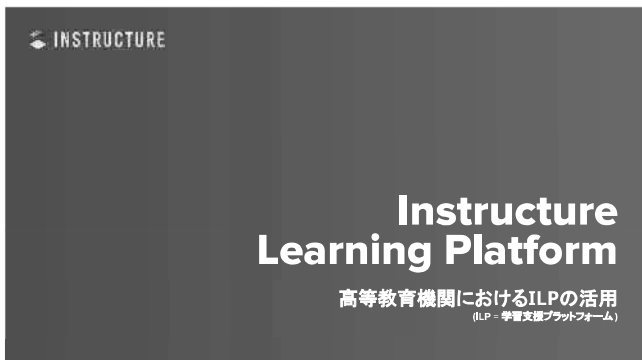 INSTRUCTURE
Instructure
Learning Platform
高等教育機関におけるILPの活用
(ILP = 学習支援プラットフォーム)